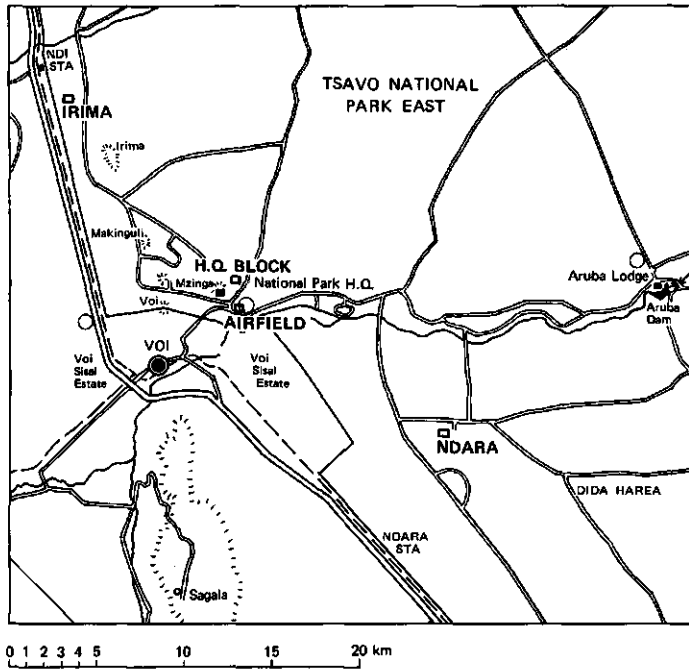 NDI
STA
IRIMA
Irima
TSAVO NATIONAL
PARK EAST
Makinguli
H.Q. BLOCK
Mzinga
National Park H.Q.
Aruba Lodge
Aruba
Dam
Voi
AIRFIELD
VOI
Voi
Sisal
Estate
Voi
Sisal
Estate
NDARA
DIDA HAREA
NDARA
STA
Sagala
0 1 2 3 4 5 10 15 20 km